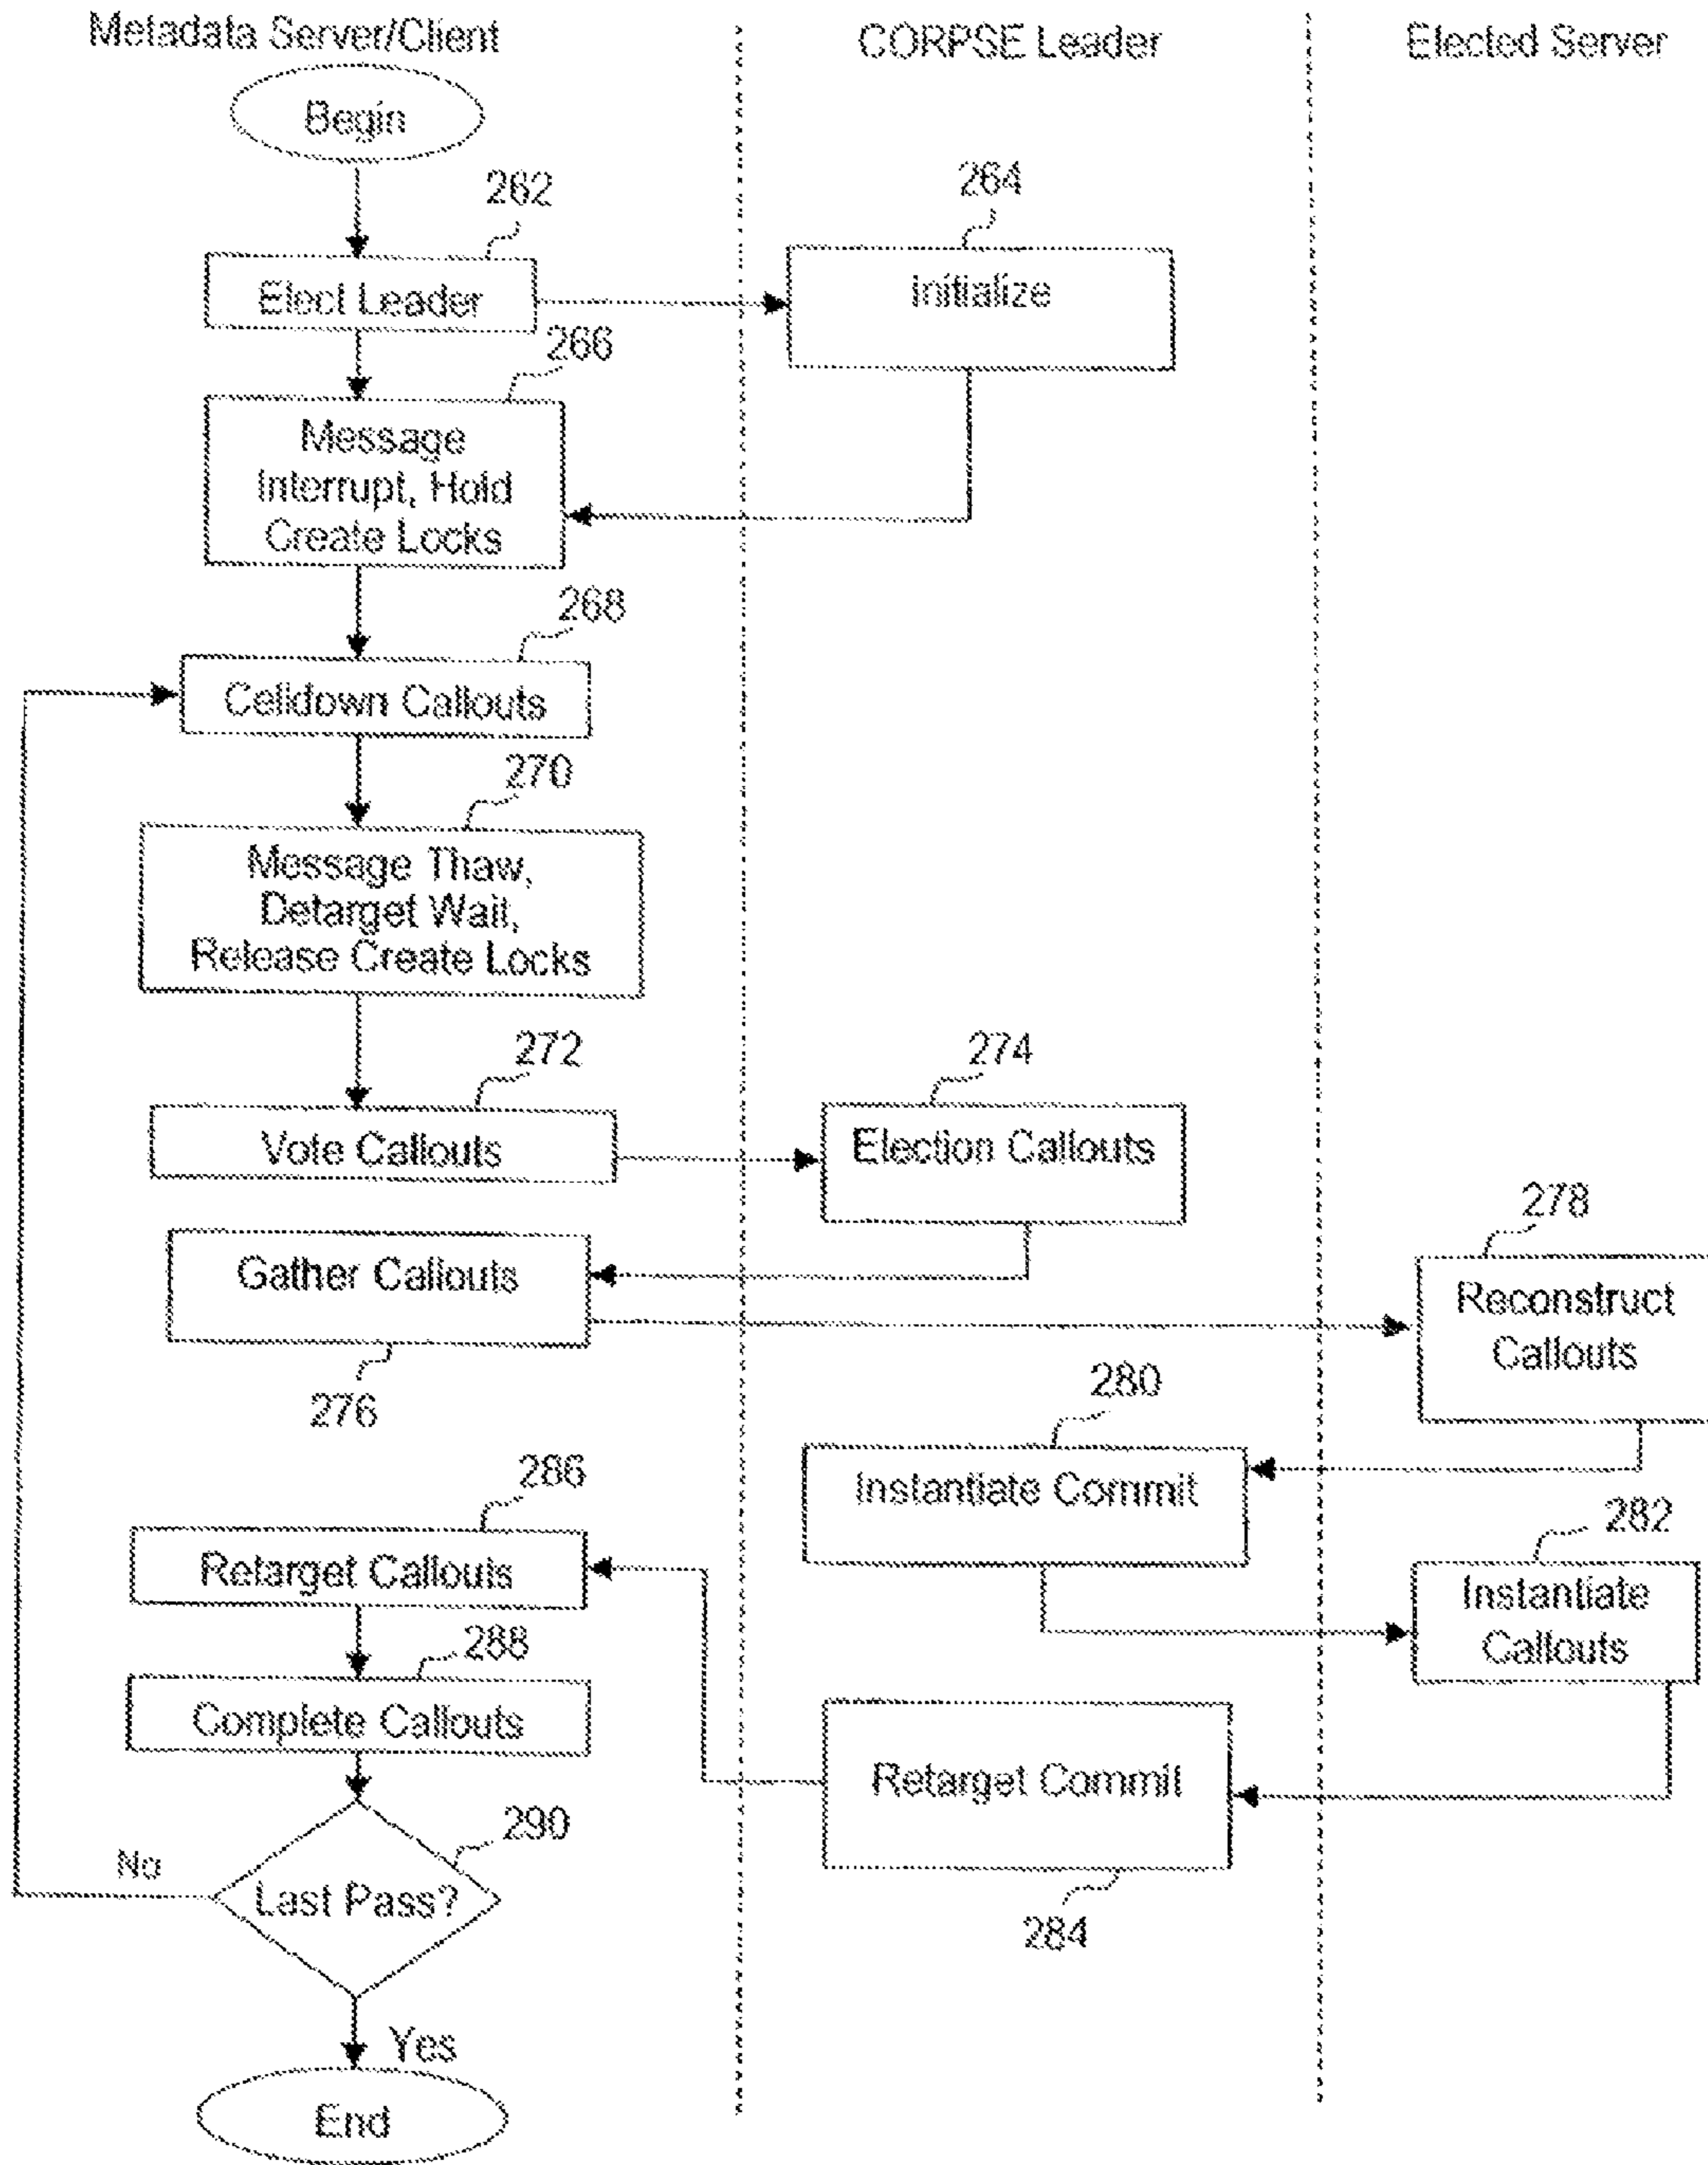 Metadata Server/Client
CORPSE Leader
Elected Server
Begin
262
264
Elect Leader
Initialize
266
Message
Interrupt, Hold
Create Locks
268
Celldown Callouts
270
Message Thaw,
Detarget Wait,
Release Create Locks
272
274
Vote Callouts
Election Callouts
278
Gather Callouts
Reconstruct
Callouts
276
280
Instantiate Commit
286
282
Retarget Callouts
Instantiate
Callouts
288
Complete Callouts
Retarget Commit
290
No
Last Pass?
284
Yes
End